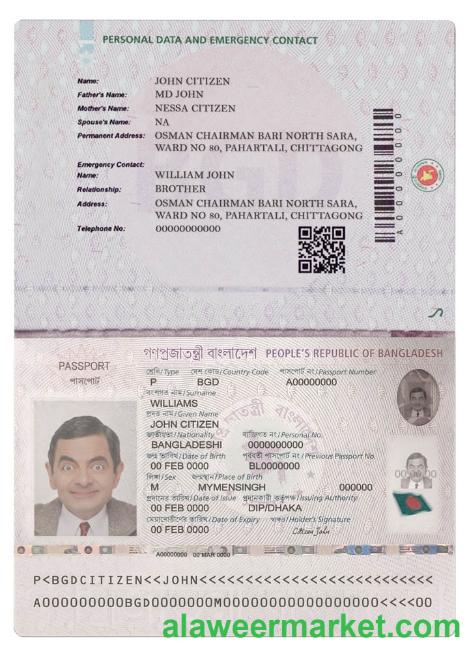 PERSONAL DATA AND EMERGENCY CONTACT
Name: JOHN CITIZEN
Father's Name: MD JOHN
Mother's Name: NESSA CITIZEN
Spouse's Name: NA
Permanent Address: OSMAN CHAIRMAN BARI NORTH SARA,
WARD NO 80, PAHARTALI, CHITTAGONG
Emergency Contact:
Name: WILLIAM JOHN
Relationship: BROTHER
Address: OSMAN CHAIRMAN BARI NORTH SARA,
WARD NO 80, PAHARTALI, CHITTAGONG
Telephone No: 00000000000
A00000000
গণপ্রজাতন্ত্রী বাংলাদেশ PEOPLE'S REPUBLIC OF BANGLADESH
PASSPORT
পাসপোর্ট
শ্রেণি/Type দেশ কোড/Country Code পাসপোর্ট নং/Passport Number
P BGD A00000000
বংশগত নাম/Surname
WILLIAMS
প্রদত্ত নাম/Given Name
JOHN CITIZEN
জাতীয়তা/Nationality ব্যক্তিগত নং/Personal No.
BANGLADESHI 0000000000
জন্ম তারিখ/Date of Birth পূর্ববর্তী পাসপোর্ট নং/Previous Passport No.
00 FEB 0000 BL0000000
লিঙ্গ/Sex জন্মস্থান/Place of Birth
M MYMENSINGH 000000
প্রদানের তারিখ/Date of Issue প্রদানকারী কর্তৃপক্ষ/Issuing Authority
00 FEB 0000 DIP/DHAKA
মেয়াদোত্তীর্ণের তারিখ/Date of Expiry স্বাক্ষর/Holder's Signature
00 FEB 0000 Citizen John
A00000000 00 MAR 0000
P<BGDCITIZEN<<JOHN<<<<<<<<<<<<<<<<<<<<<<<<<<
A00000000BGD0000000M0000000000000000<<<<00
alaweermarket.com